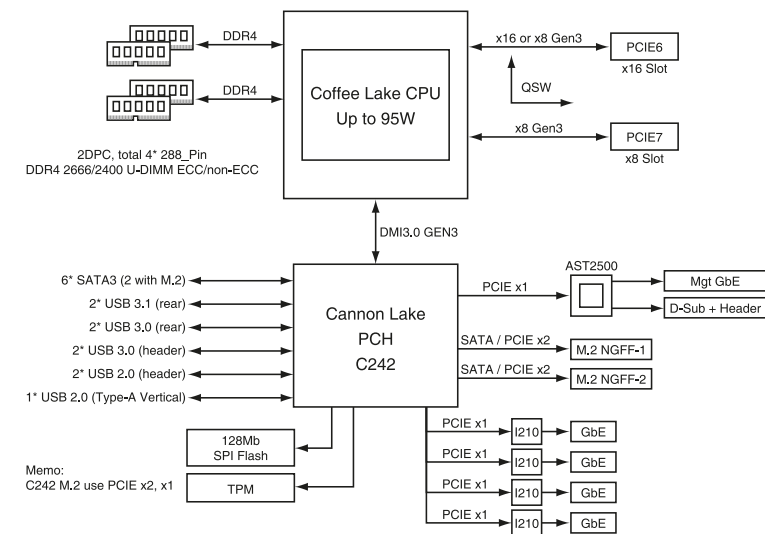 DDR4
DDR4
2DPC, total 4* 288_Pin
DDR4 2666/2400 U-DIMM ECC/non-ECC
Coffee Lake CPU
Up to 95W
x16 or x8 Gen3
PCIE6
x16 Slot
QSW
x8 Gen3
PCIE7
x8 Slot
DMI3.0 GEN3
6* SATA3 (2 with M.2)
2* USB 3.1 (rear)
2* USB 3.0 (rear)
2* USB 3.0 (header)
2* USB 2.0 (header)
1* USB 2.0 (Type-A Vertical)
Cannon Lake
PCH
C242
PCIE x1
AST2500
Mgt GbE
D-Sub + Header
SATA / PCIE x2
M.2 NGFF-1
SATA / PCIE x2
M.2 NGFF-2
128Mb
SPI Flash
TPM
Memo:
C242 M.2 use PCIE x2, x1
PCIE x1
I210
GbE
PCIE x1
I210
GbE
PCIE x1
I210
GbE
PCIE x1
I210
GbE